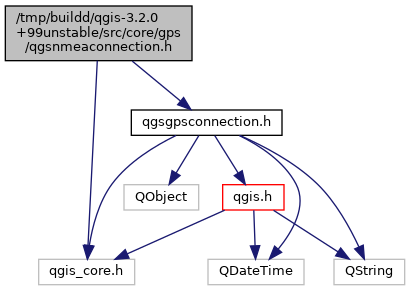 /tmp/buildd/qgis-3.2.0
+99unstable/src/core/gps
/qgsnmeaconnection.h
qgsgpsconnection.h
QObject
qgis.h
qgis_core.h
QDateTime
QString